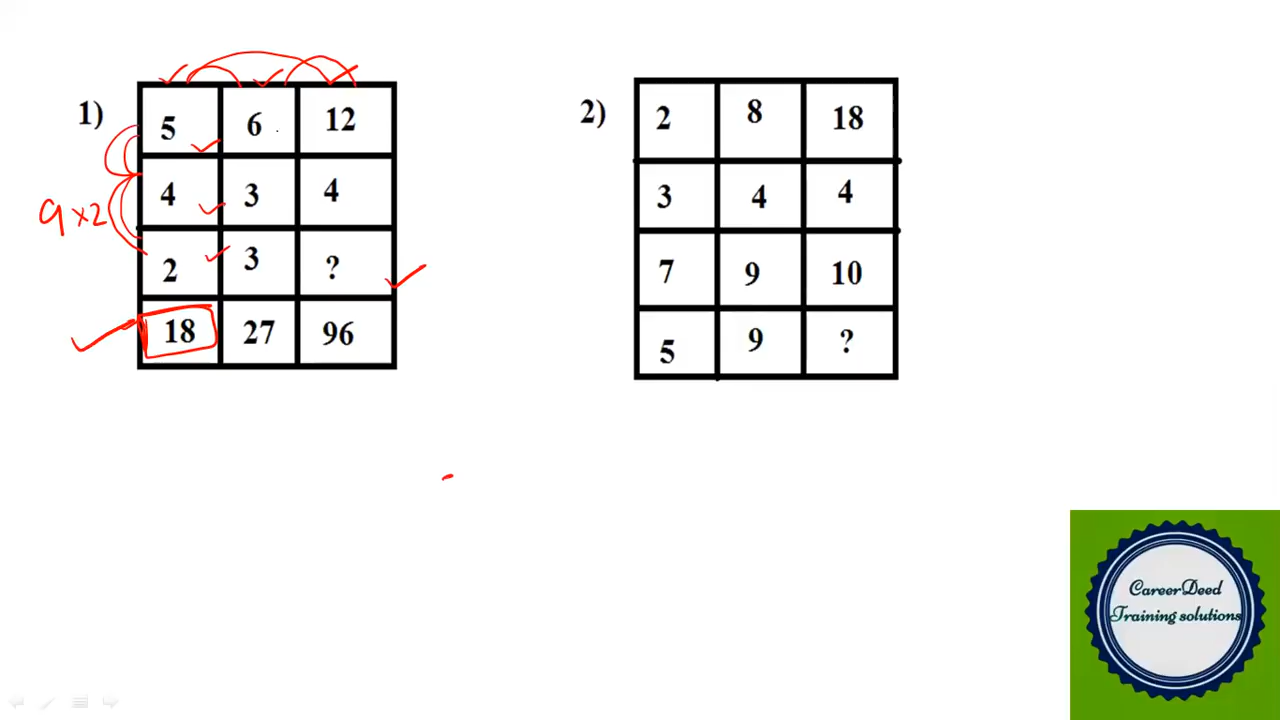 1)
5 6 12
4 3 4
2 3 ?
18 27 96
9 x 2
2)
2 8 18
3 4 4
7 9 10
5 9 ?
CareerDeed
Training solutions